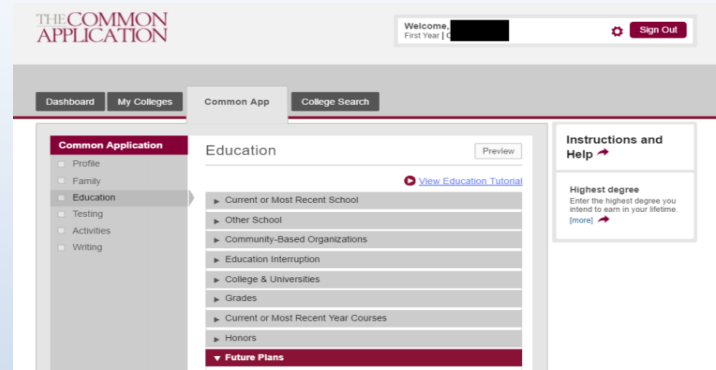 THE COMMON
APPLICATION
Welcome,
First Year |
Sign Out
Dashboard
My Colleges
Common App
College Search
Common Application
Profile
Family
Education
Testing
Activities
Writing
Education
Preview
View Education Tutorial
Current or Most Recent School
Other School
Community-Based Organizations
Education Interruption
College & Universities
Grades
Current or Most Recent Year Courses
Honors
Future Plans
Instructions and
Help
Highest degree
Enter the highest degree you
intend to earn in your lifetime.
[more]